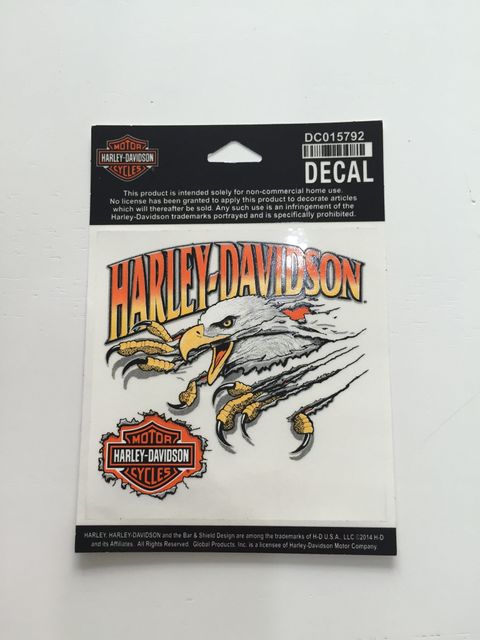 MOTOR
HARLEY-DAVIDSON
CYCLES
DC015792
DECAL
This product is intended solely for non-commercial home use.
No license has been granted to apply this product to decorate articles
which will thereafter be sold. Any such use is an infringement of the
Harley-Davidson trademarks portrayed and is specifically prohibited.
HARLEY-DAVIDSON
MOTOR
HARLEY-DAVIDSON
CYCLES
HARLEY, HARLEY-DAVIDSON and the Bar & Shield Design are among the trademarks of H-D U.S.A., LLC ©2014 H-D
and its Affiliates. All Rights Reserved. Global Products, Inc. is a licensee of Harley-Davidson Motor Company.